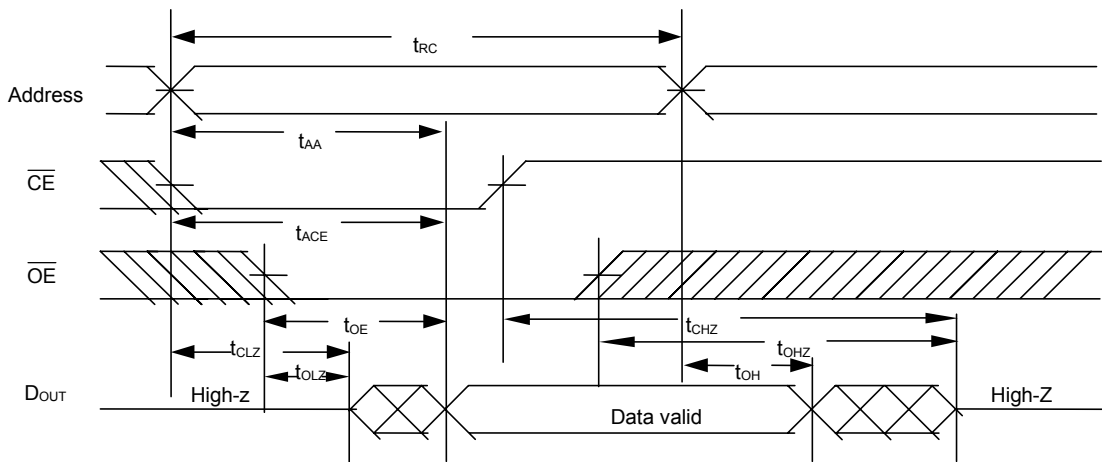 tRC
Address
tAA
CE
tACE
OE
tOE
tCHZ
tCLZ
tOHZ
tOLZ
tOH
DOUT
High-z
Data valid
High-Z